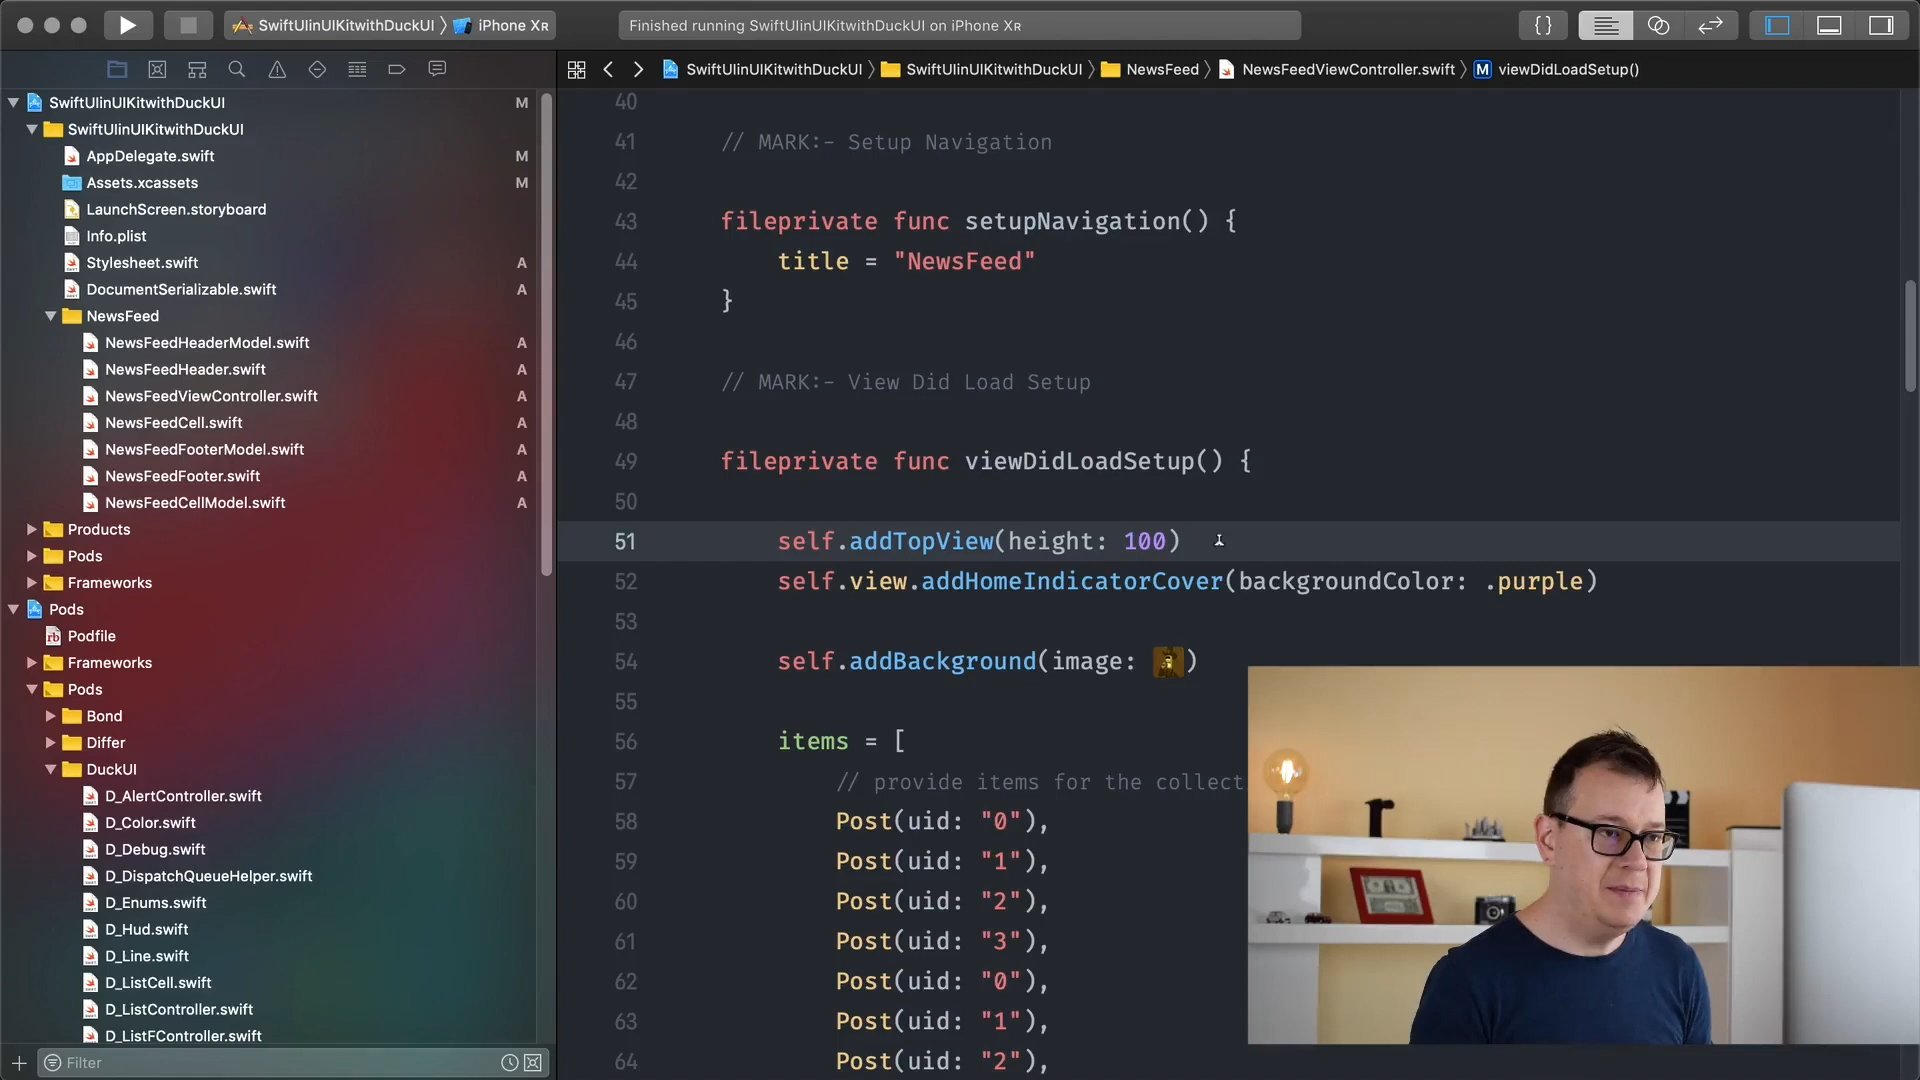 SwiftUIinUIKitwithDuckUI 〉 iPhone Xʀ
Finished running SwiftUIinUIKitwithDuckUI on iPhone Xʀ
{}
SwiftUIinUIKitwithDuckUI 〉 SwiftUIinUIKitwithDuckUI 〉 NewsFeed 〉 NewsFeedViewController.swift 〉 M viewDidLoadSetup()
SwiftUIinUIKitwithDuckUI M
SwiftUIinUIKitwithDuckUI
AppDelegate.swift M
Assets.xcassets M
LaunchScreen.storyboard
Info.plist
Stylesheet.swift A
DocumentSerializable.swift A
NewsFeed
NewsFeedHeaderModel.swift A
NewsFeedHeader.swift A
NewsFeedViewController.swift A
NewsFeedCell.swift A
NewsFeedFooterModel.swift A
NewsFeedFooter.swift A
NewsFeedCellModel.swift A
Products
Pods
Frameworks
Pods
rb Podfile
Frameworks
Pods
Bond
Differ
DuckUI
D_AlertController.swift
D_Color.swift
D_Debug.swift
D_DispatchQueueHelper.swift
D_Enums.swift
D_Hud.swift
D_Line.swift
D_ListCell.swift
D_ListController.swift
D_ListFController.swift
Filter
40
41 // MARK:- Setup Navigation
42
43 fileprivate func setupNavigation() {
44 title = "NewsFeed"
45 }
46
47 // MARK:- View Did Load Setup
48
49 fileprivate func viewDidLoadSetup() {
50
51 self.addTopView(height: 100)
52 self.view.addHomeIndicatorCover(backgroundColor: .purple)
53
54 self.addBackground(image: )
55
56 items = [
57 // provide items for the collecti
58 Post(uid: "0"),
59 Post(uid: "1"),
60 Post(uid: "2"),
61 Post(uid: "3"),
62 Post(uid: "0"),
63 Post(uid: "1"),
64 Post(uid: "2"),